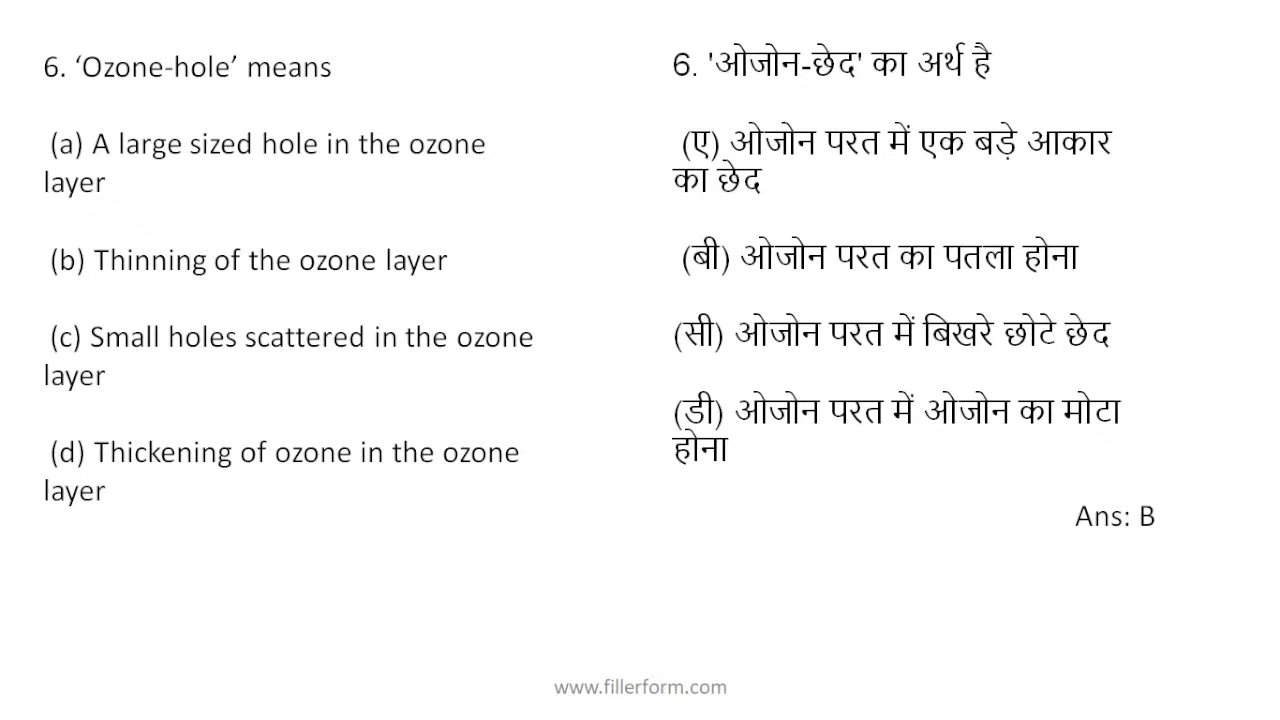 6. ‘Ozone-hole’ means
(a) A large sized hole in the ozone
layer
(b) Thinning of the ozone layer
(c) Small holes scattered in the ozone
layer
(d) Thickening of ozone in the ozone
layer
6. 'ओजोन-छेद' का अर्थ है
(ए) ओजोन परत में एक बड़े आकार
का छेद
(बी) ओजोन परत का पतला होना
(सी) ओजोन परत में बिखरे छोटे छेद
(डी) ओजोन परत में ओजोन का मोटा
होना
Ans: B
www.fillerform.com